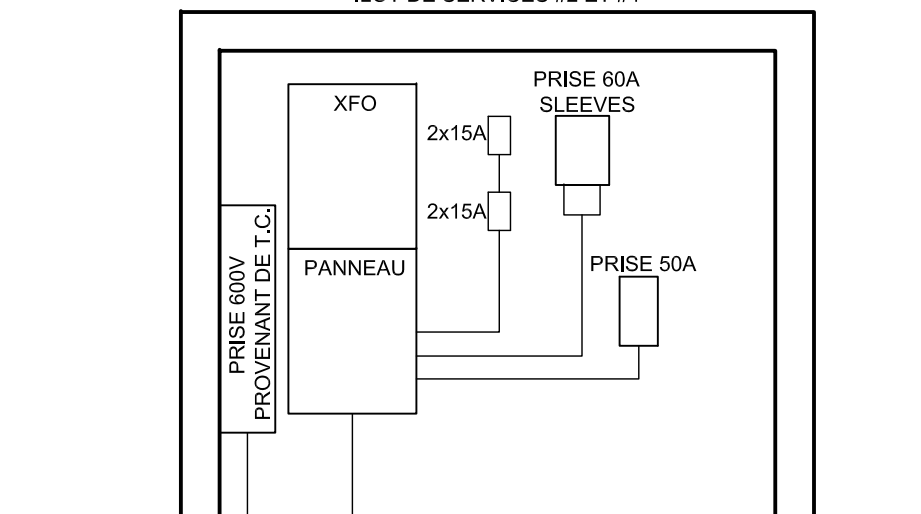 PRISE 60A
SLEEVES
XFO
2x15A
2x15A
PANNEAU
PRISE 50A
PRISE 600V
PROVENANT DE T.C.